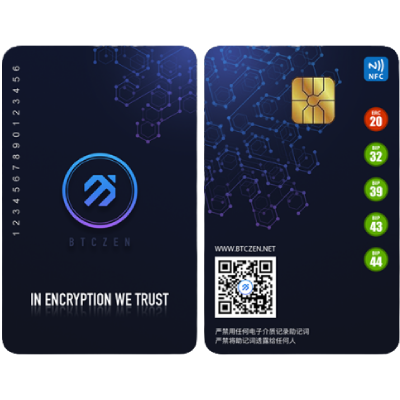 1234567890123456
BTCZEN
IN ENCRYPTION WE TRUST
NFC
ERC
20
BIP
32
BIP
39
BIP
43
BIP
44
WWW.BTCZEN.NET
严禁用任何电子介质记录助记词
严禁将助记词透露给任何人